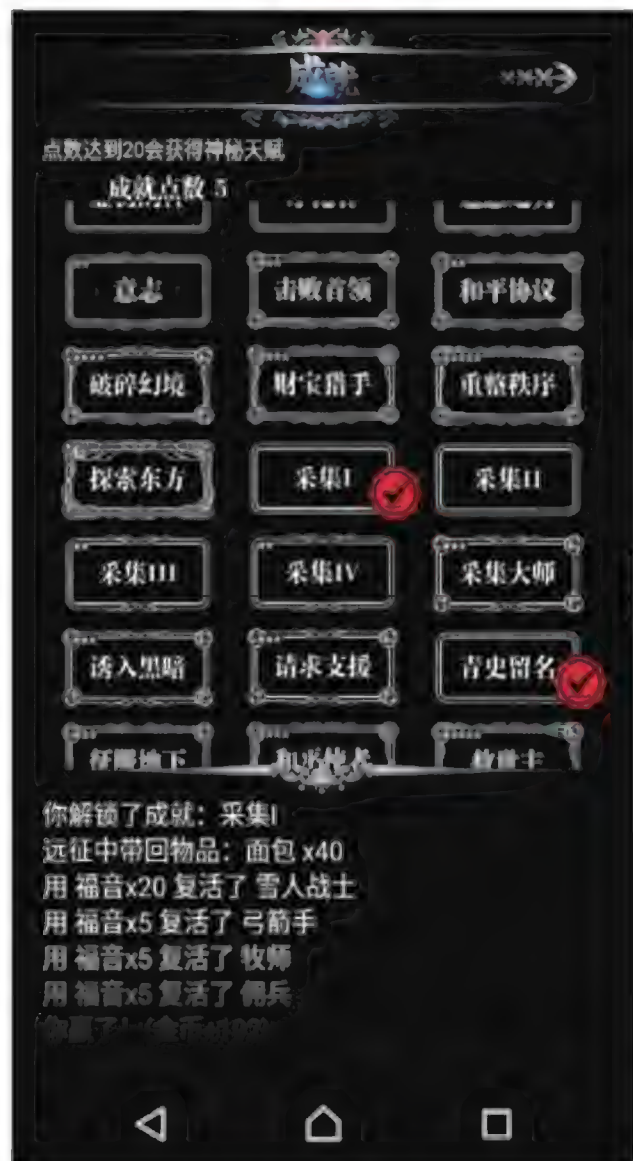 成就
点数达到20会获得神秘天赋
成就点数 5
意志 击败首领 和平协议
破碎幻境 财宝猎手 重整秩序
探索东方 采集I 采集II
采集III 采集IV 采集大师
诱入黑暗 请求支援 青史留名
你解锁了成就：采集I
远征中带回物品：面包 x40
用 福音x20 复活了 雪人战士
用 福音x5 复活了 弓箭手
用 福音x5 复活了 牧师
用 福音x5 复活了 佣兵